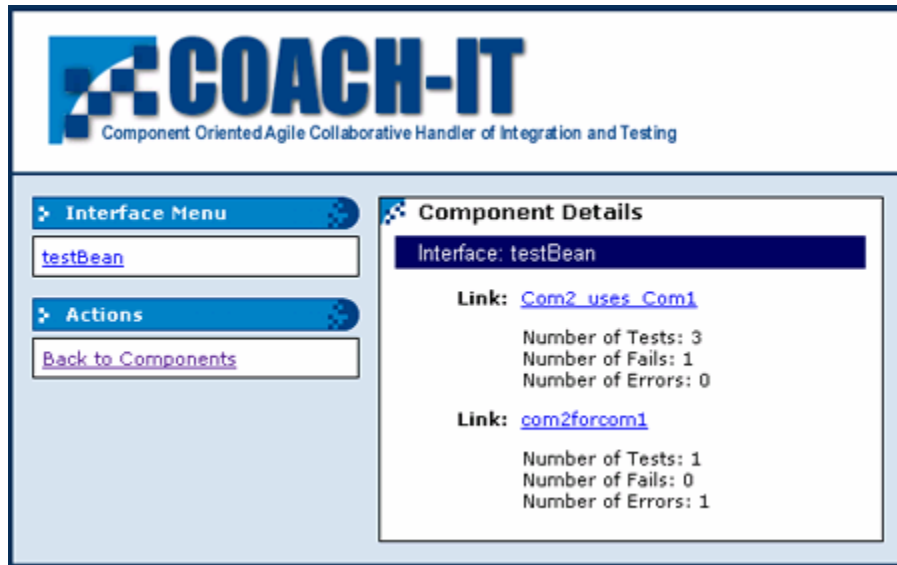 COACH-IT
Component Oriented Agile Collaborative Handler of Integration and Testing
Interface Menu
testBean
Actions
Back to Components
Component Details
Interface: testBean
Link: Com2_uses_Com1
Number of Tests: 3
Number of Fails: 1
Number of Errors: 0
Link: com2forcom1
Number of Tests: 1
Number of Fails: 0
Number of Errors: 1